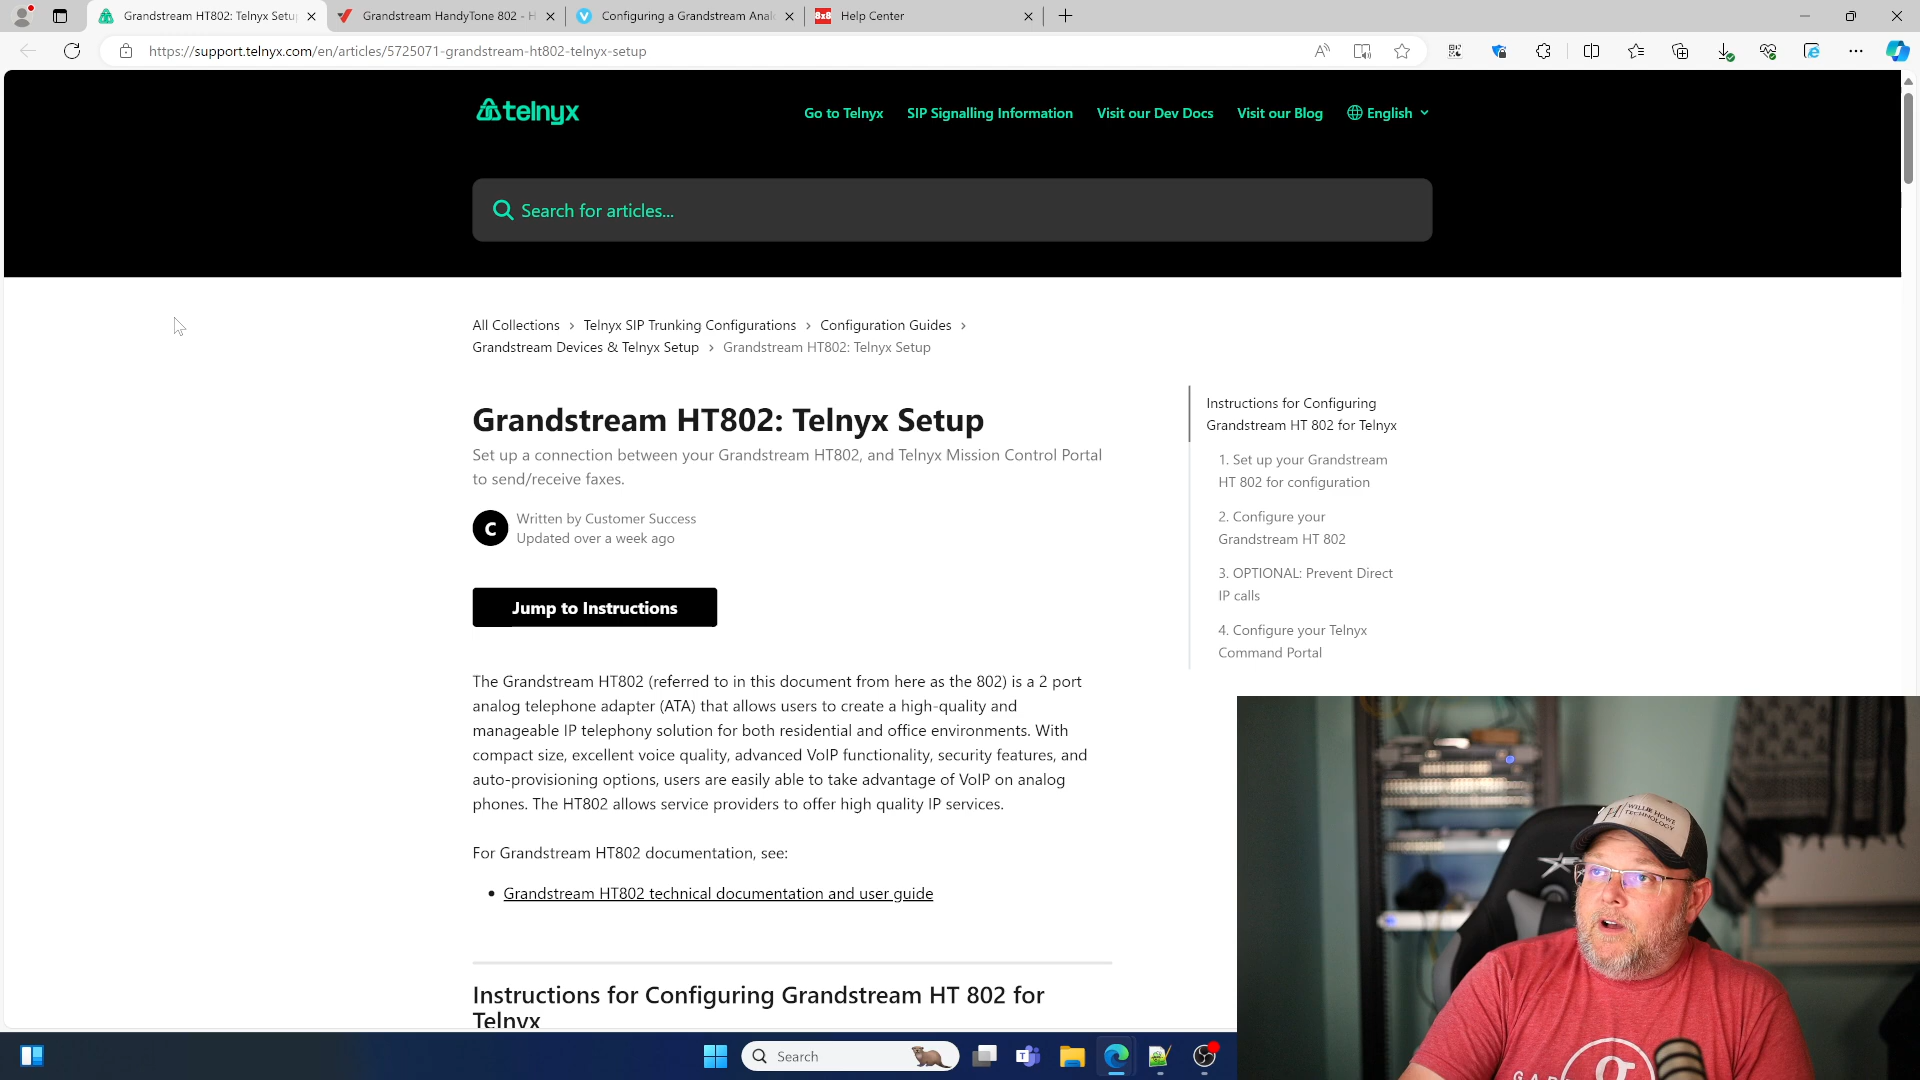 Grandstream HT802: Telnyx Setu
Grandstream HandyTone 802 - H
Configuring a Grandstream Anal
8x8 Help Center
https://support.telnyx.com/en/articles/5725071-grandstream-ht802-telnyx-setup
telnyx
Go to Telnyx
SIP Signalling Information
Visit our Dev Docs
Visit our Blog
English
Search for articles...
All Collections > Telnyx SIP Trunking Configurations > Configuration Guides >
Grandstream Devices & Telnyx Setup > Grandstream HT802: Telnyx Setup
Grandstream HT802: Telnyx Setup
Set up a connection between your Grandstream HT802, and Telnyx Mission Control Portal
to send/receive faxes.
C
Written by Customer Success
Updated over a week ago
Jump to Instructions
The Grandstream HT802 (referred to in this document from here as the 802) is a 2 port
analog telephone adapter (ATA) that allows users to create a high-quality and
manageable IP telephony solution for both residential and office environments. With
compact size, excellent voice quality, advanced VoIP functionality, security features, and
auto-provisioning options, users are easily able to take advantage of VoIP on analog
phones. The HT802 allows service providers to offer high quality IP services.
For Grandstream HT802 documentation, see:
• Grandstream HT802 technical documentation and user guide
Instructions for Configuring Grandstream HT 802 for
Telnyx
Instructions for Configuring
Grandstream HT 802 for Telnyx
1. Set up your Grandstream
HT 802 for configuration
2. Configure your
Grandstream HT 802
3. OPTIONAL: Prevent Direct
IP calls
4. Configure your Telnyx
Command Portal
WILLIE HOWE
TECHNOLOGY
Search